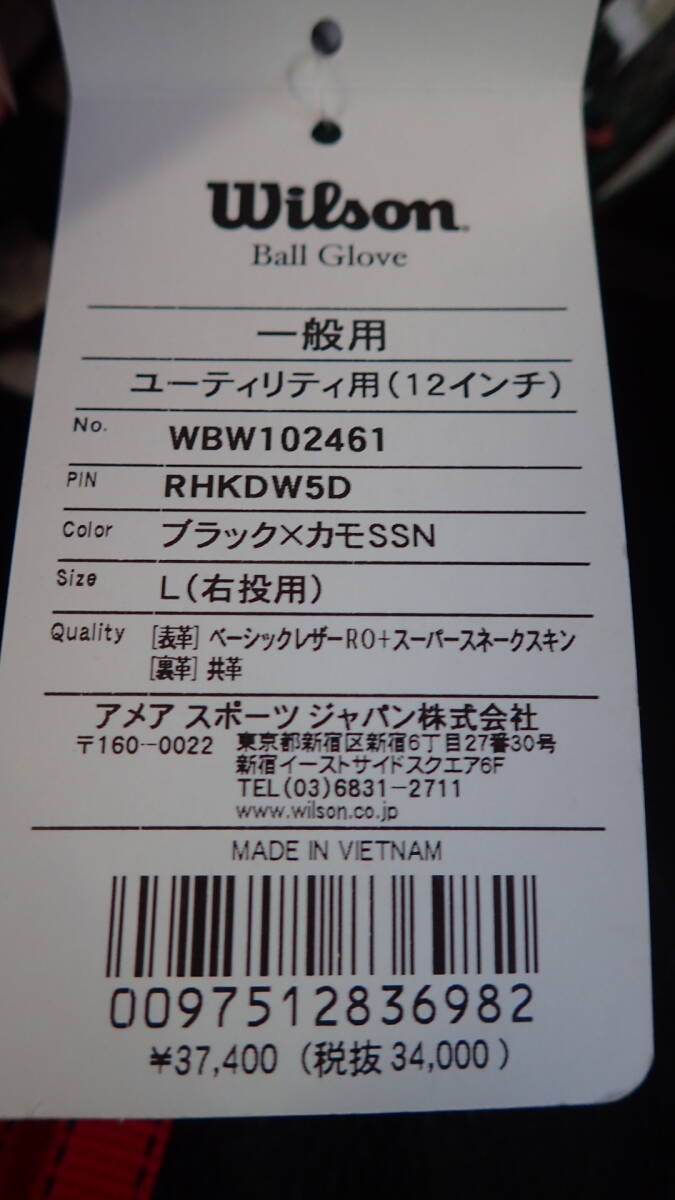 Wilson.
Ball Glove
一般用
ユーティリティ用(12インチ)
No. WBW102461
PIN RHKDW5D
Color ブラック×カモSSN
Size L(右投用)
Quality [表革] ベーシックレザーRO+スーパースネークスキン
[裏革] 共革
アメア スポーツ ジャパン株式会社
〒160-0022 東京都新宿区新宿6丁目27番30号
新宿イーストサイドスクエア6F
TEL(03)6831-2711
www.wilson.co.jp
MADE IN VIETNAM
0097512836982
¥37,400 (税抜 34,000)